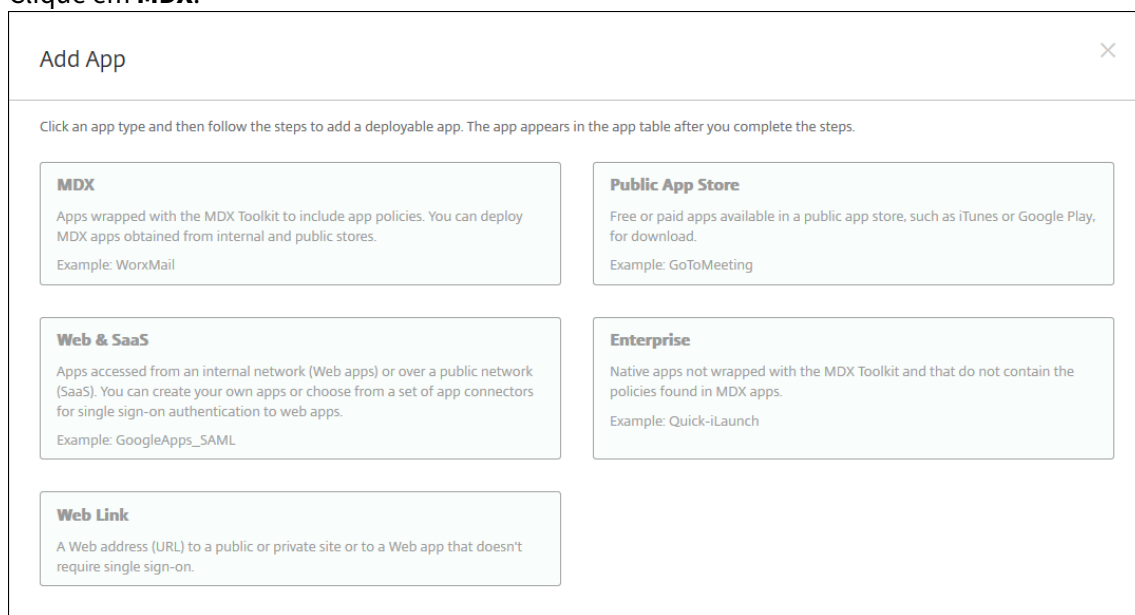 Clique em MDX.
Add App
Click an app type and then follow the steps to add a deployable app. The app appears in the app table after you complete the steps.
MDX
Apps wrapped with the MDX Toolkit to include app policies. You can deploy
MDX apps obtained from internal and public stores.
Example: WorxMail
Public App Store
Free or paid apps available in a public app store, such as iTunes or Google Play,
for download.
Example: GoToMeeting
Web & SaaS
Apps accessed from an internal network (Web apps) or over a public network
(SaaS). You can create your own apps or choose from a set of app connectors
for single sign-on authentication to web apps.
Example: GoogleApps_SAML
Enterprise
Native apps not wrapped with the MDX Toolkit and that do not contain the
policies found in MDX apps.
Example: Quick-iLaunch
Web Link
A Web address (URL) to a public or private site or to a Web app that doesn't
require single sign-on.